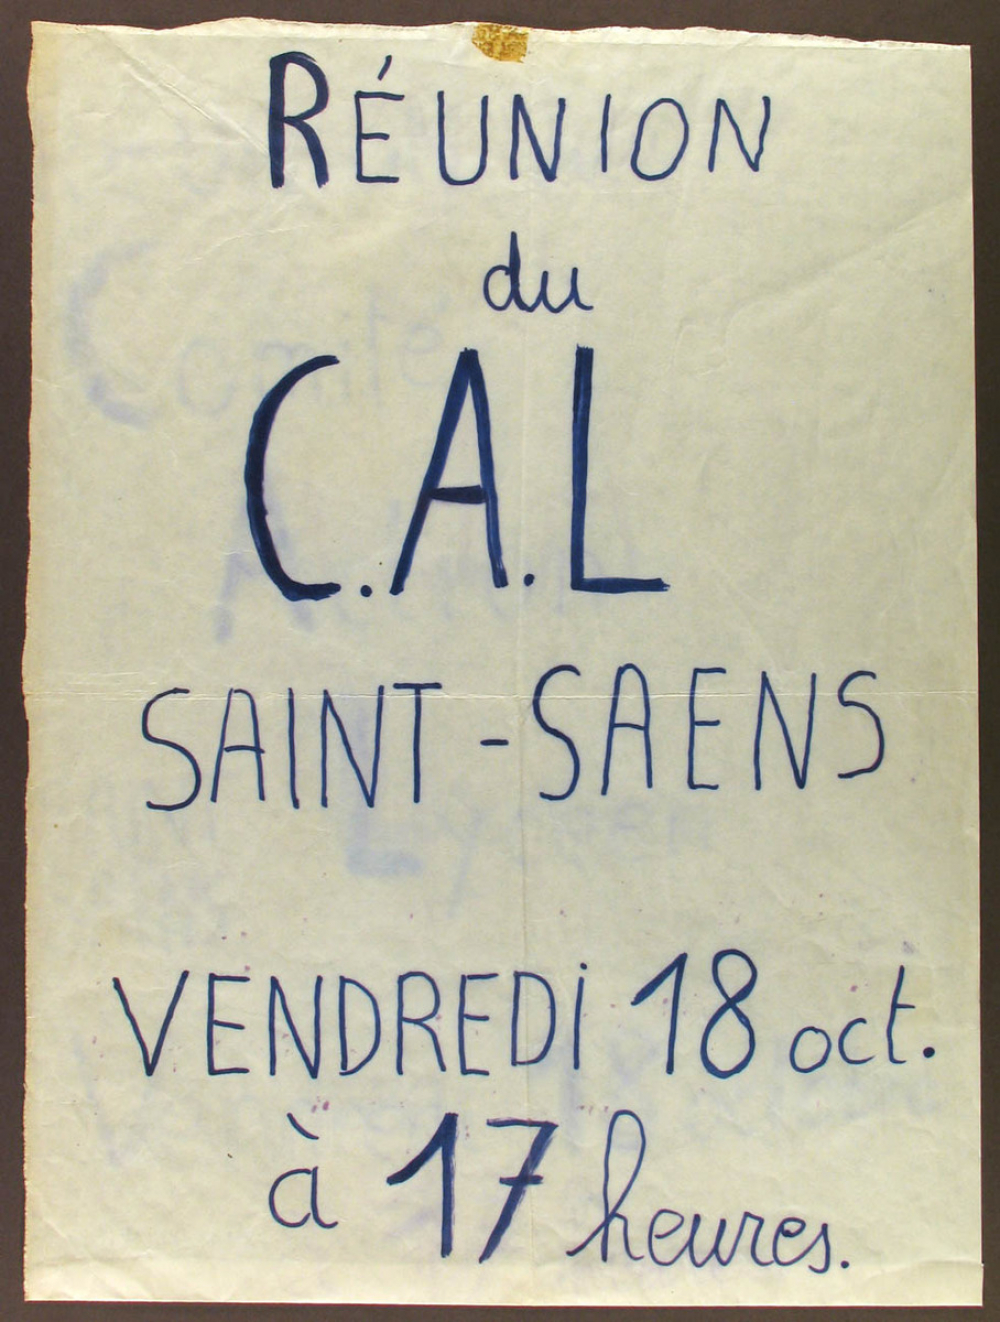 RÉUNION
du
C.A.L
SAINT-SAENS
VENDREDi 18 oct.
à 17 heures.